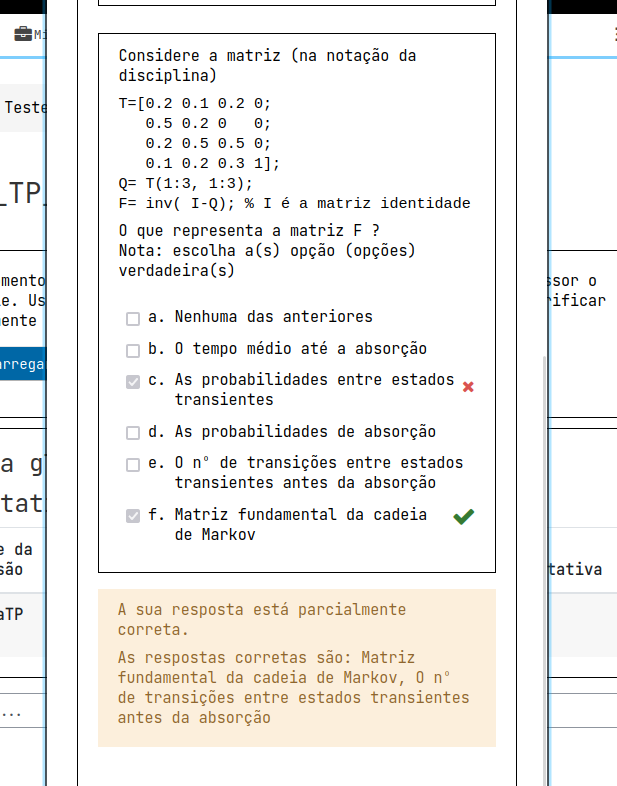 Mi
Teste
_TP_
mento
ssor o
e. Us
ificar
ente
arrega
a g
tat
e da
são
tativa
aTP
...
Considere a matriz (na notação da
disciplina)
T=[0.2 0.1 0.2 0;
0.5 0.2 0   0;
0.2 0.5 0.5 0;
0.1 0.2 0.3 1];
Q= T(1:3, 1:3);
F= inv( I-Q); % I é a matriz identidade
O que representa a matriz F ?
Nota: escolha a(s) opção (opções)
verdadeira(s)
a. Nenhuma das anteriores
b. O tempo médio até a absorção
c. As probabilidades entre estados
transientes
d. As probabilidades de absorção
e. O nº de transições entre estados
transientes antes da absorção
f. Matriz fundamental da cadeia
de Markov
A sua resposta está parcialmente
correta.
As respostas corretas são: Matriz
fundamental da cadeia de Markov, O nº
de transições entre estados transientes
antes da absorção